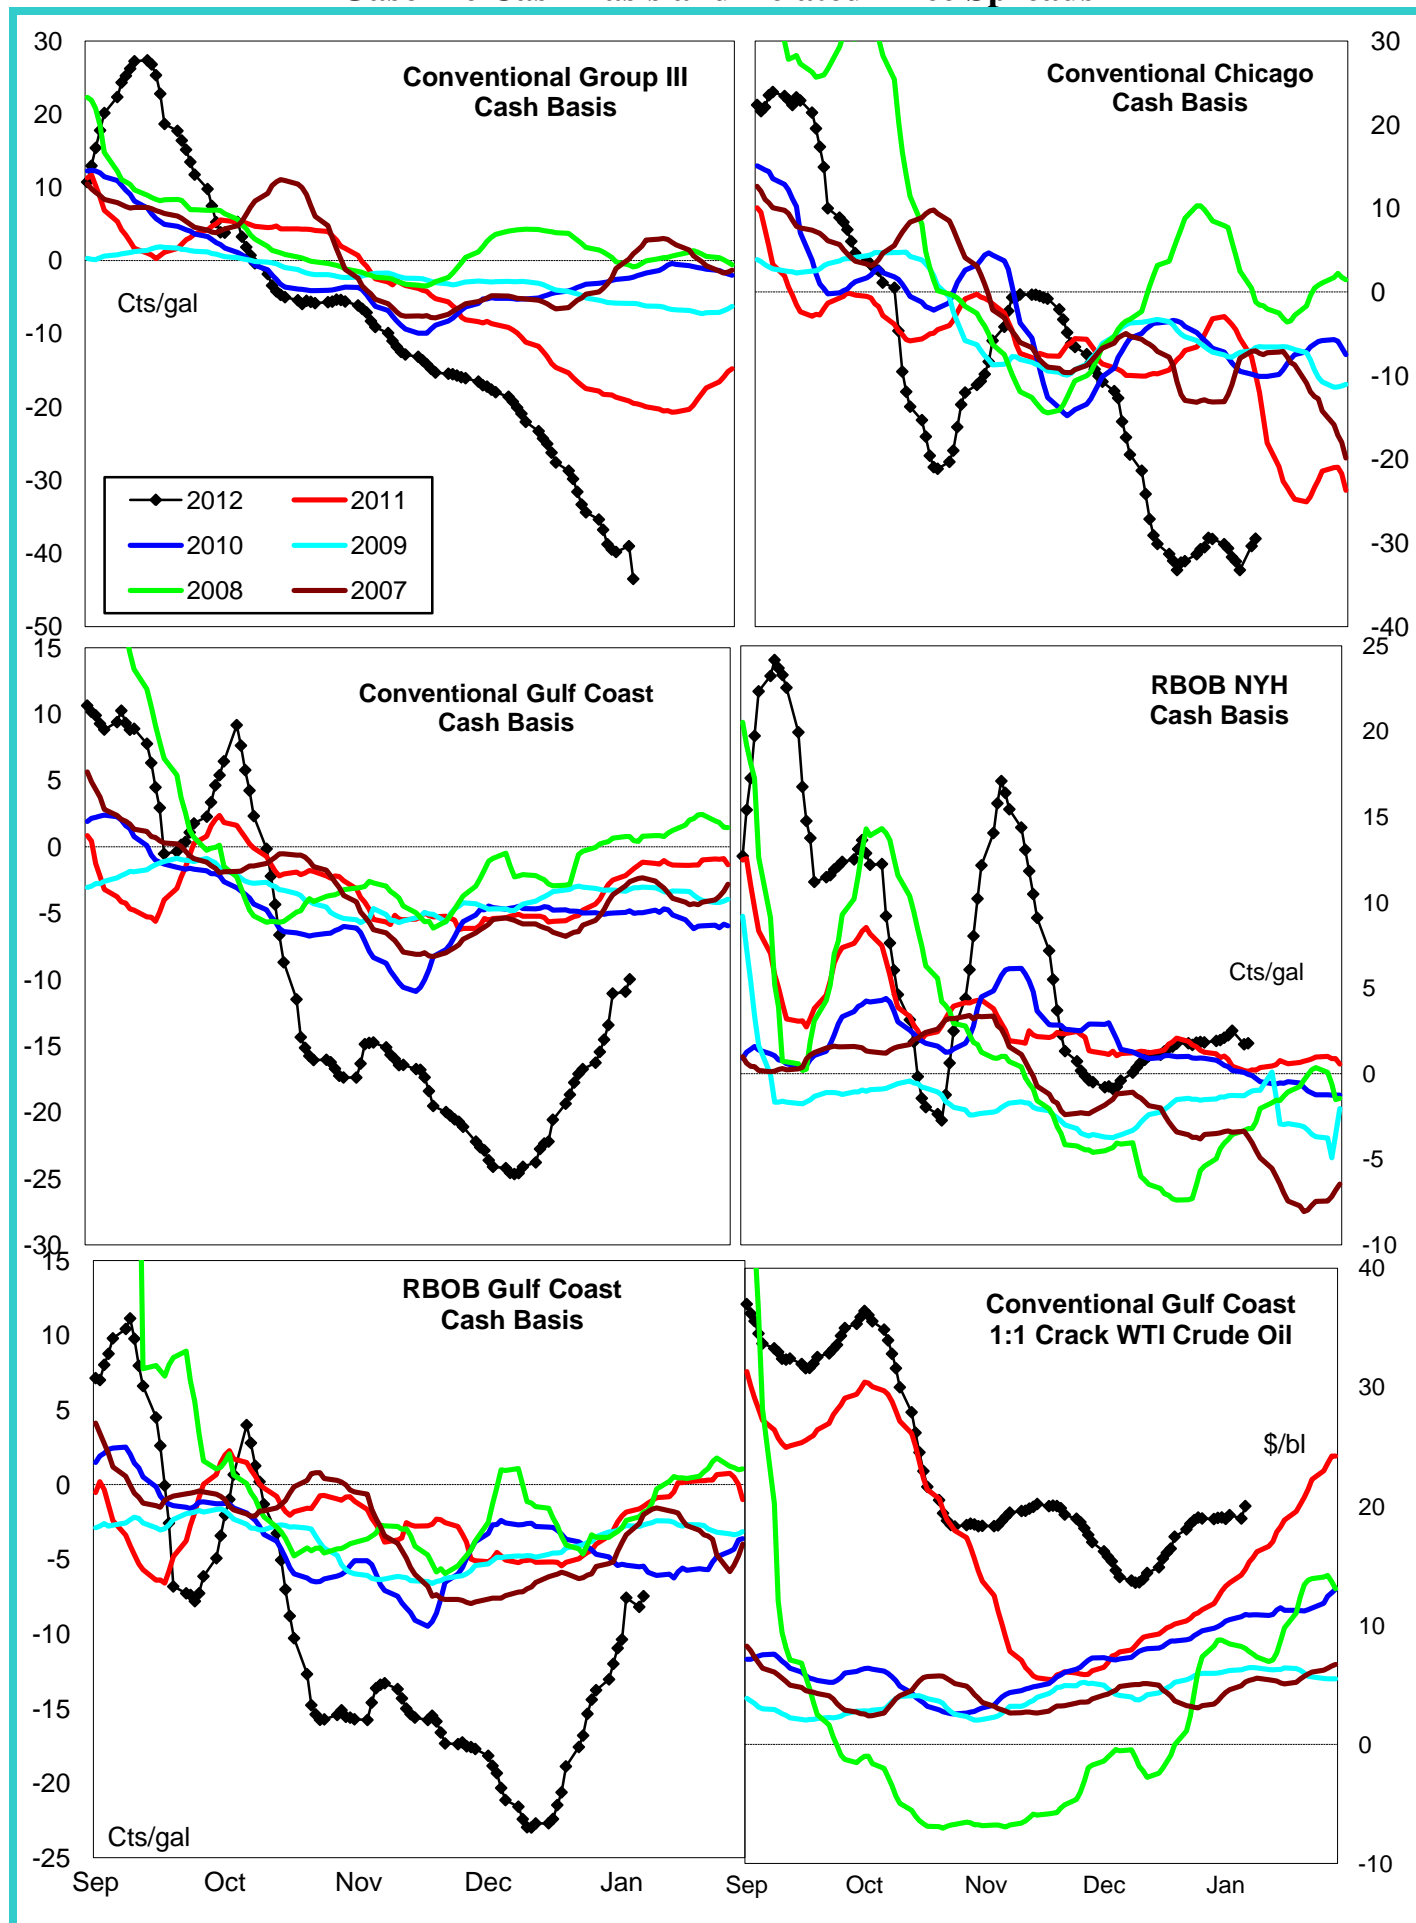 30
20
10
0
-10
-20
-30
-40
-50
Conventional Group III
Cash Basis
Cts/gal
2012
2011
2010
2009
2008
2007
Conventional Chicago
Cash Basis
30
20
10
0
-10
-20
-30
-40
15
10
5
0
-5
-10
-15
-20
-25
-30
Conventional Gulf Coast
Cash Basis
RBOB NYH
Cash Basis
Cts/gal
25
20
15
10
5
0
-5
-10
15
10
5
0
-5
-10
-15
-20
-25
RBOB Gulf Coast
Cash Basis
Cts/gal
Sep
Oct
Nov
Dec
Jan
Conventional Gulf Coast
1:1 Crack WTI Crude Oil
$/bl
40
30
20
10
0
-10
Sep
Oct
Nov
Dec
Jan